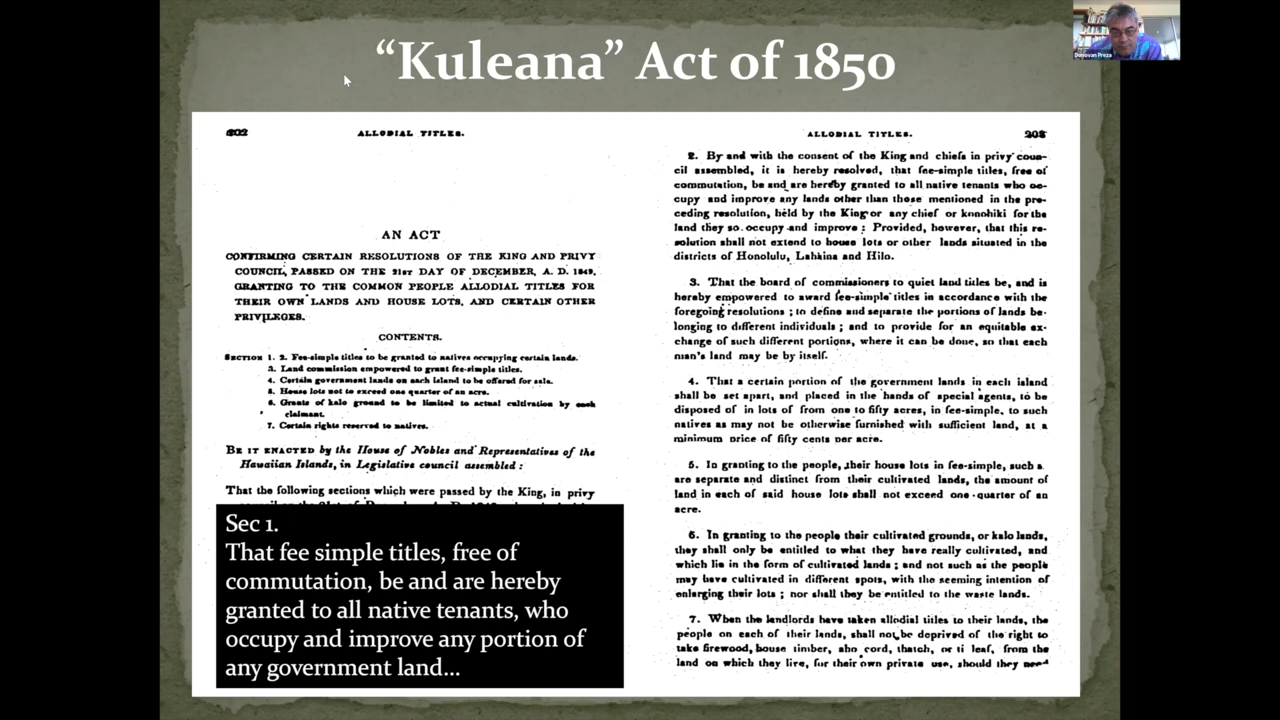 “Kuleana” Act of 1850
Donovan Preza
202 ALLODIAL TITLES.
AN ACT
CONFIRMING CERTAIN RESOLUTIONS OF THE KING AND PRIVY
COUNCIL, PASSED ON THE 21st DAY OF DECEMBER, A. D. 1849,
GRANTING TO THE COMMON PEOPLE ALLODIAL TITLES FOR
THEIR OWN LANDS AND HOUSE LOTS, AND CERTAIN OTHER
PRIVILEGES.
CONTENTS.
SECTION 1. 2. Fee-simple titles to be granted to natives occupying certain lands.
3. Land commission empowered to grant fee-simple titles.
4. Certain government lands on each island to be offered for sale.
5. House lots not to exceed one quarter of an acre.
6. Grants of kalo ground to be limited to actual cultivation by each
claimant.
7. Certain rights reserved to natives.
BE IT ENACTED by the House of Nobles and Representatives of the
Hawaiian Islands, in Legislative council assembled :
That the following sections which were passed by the King, in privy
Sec 1.
That fee simple titles, free of
commutation, be and are hereby
granted to all native tenants, who
occupy and improve any portion of
any government land...
ALLODIAL TITLES. 203
2. By and with the consent of the King and chiefs in privy coun-
cil assembled, it is hereby resolved, that fee-simple titles, free of
commutation, be and are hereby granted to all native tenants who oc-
cupy and improve any lands other than those mentioned in the pre-
ceding resolution, held by the King or any chief or konohiki for the
land they so occupy and improve : Provided, however, that this re-
solution shall not extend to house lots or other lands situated in the
districts of Honolulu, Lahaina and Hilo.
3. That the board of commissioners to quiet land titles be, and is
hereby empowered to award fee-simple titles in accordance with the
foregoing resolutions ; to define and separate the portions of lands be-
longing to different individuals ; and to provide for an equitable ex-
change of such different portions, where it can be done, so that each
man's land may be by itself.
4. That a certain portion of the government lands in each island
shall be set apart, and placed in the hands of special agents, to be
disposed of in lots of from one to fifty acres, in fee-simple, to such
natives as may not be otherwise furnished with sufficient land, at a
minimum price of fifty cents per acre.
5. In granting to the people, their house lots in fee-simple, such a
are separate and distinct from their cultivated lands, the amount of
land in each of said house lots shall not exceed one quarter of an
acre.
6. In granting to the people their cultivated grounds, or kalo lands,
they shall only be entitled to what they have really cultivated, and
which lie in the form of cultivated lands ; and not such as the people
may have cultivated in different spots, with the seeming intention of
enlarging their lots ; nor shall they be entitled to the waste lands.
7. When the landlords have taken allodial titles to their lands, the
people on each of their lands, shall not be deprived of the right to
take firewood, house timber, aho cord, thatch, or ti leaf, from the
land on which they live, for their own private use, should they need